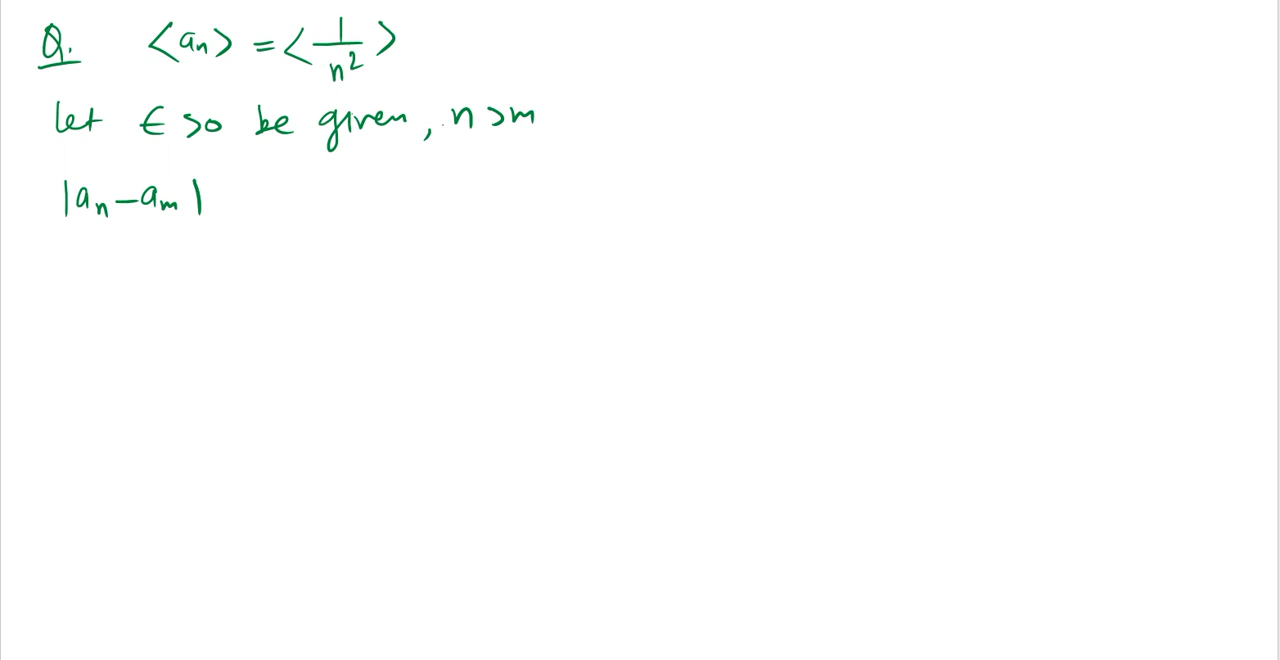 Q. <aₙ> = <1/n²>
let ϵ >0 be given, n>m
|aₙ-aₘ|